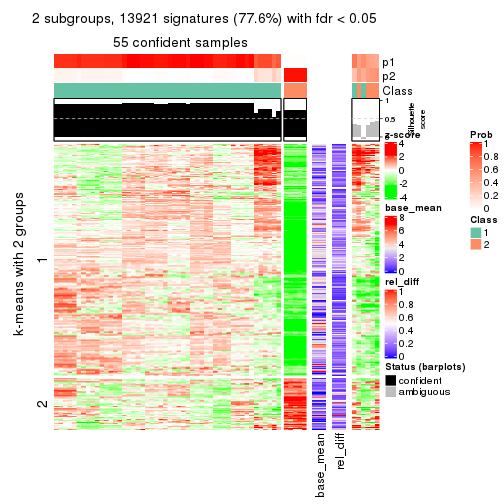 2 subgroups, 13921 signatures (77.6%) with fdr < 0.05
55 confident samples
p1
p2
Class
1
0.5
0
Silhouette
score
k-means with 2 groups
1
2
base_mean
rel_diff
z-score
4
2
0
-2
-4
base_mean
8
6
4
2
0
rel_diff
1
0.8
0.6
0.4
0.2
0
Status (barplots)
confident
ambiguous
Prob
1
0.8
0.6
0.4
0.2
0
Class
1
2